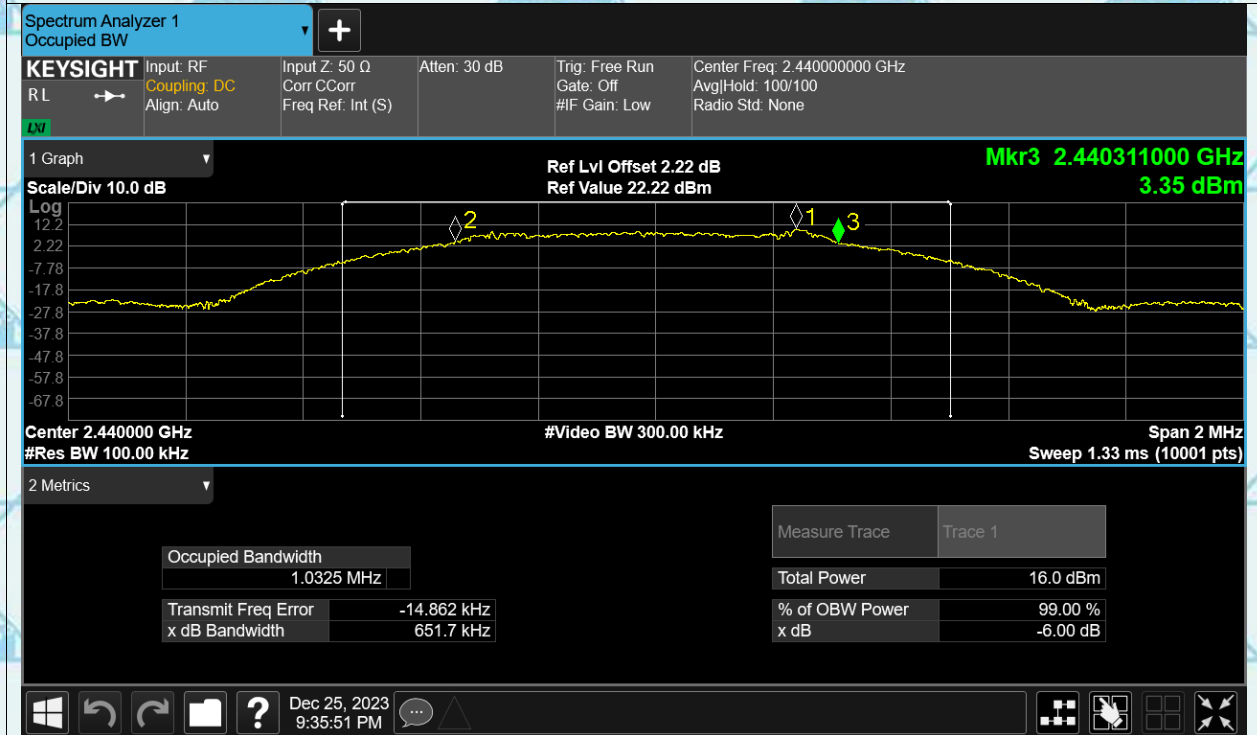 Spectrum Analyzer 1
Occupied BW
▼
+
KEYSIGHT
R L
LXI
Input: RF
Coupling: DC
Align: Auto
Input Z: 50 Ω
Corr CCorr
Freq Ref: Int (S)
Atten: 30 dB
Trig: Free Run
Gate: Off
#IF Gain: Low
Center Freq: 2.440000000 GHz
Avg|Hold: 100/100
Radio Std: None
1 Graph ▼
Scale/Div 10.0 dB
Ref Lvl Offset 2.22 dB
Ref Value 22.22 dBm
Mkr3 2.440311000 GHz
3.35 dBm
Log
12.2
2.22
-7.78
-17.8
-27.8
-37.8
-47.8
-57.8
-67.8
2
1
3
Center 2.440000 GHz
#Res BW 100.00 kHz
#Video BW 300.00 kHz
Span 2 MHz
Sweep 1.33 ms (10001 pts)
2 Metrics ▼
Occupied Bandwidth
1.0325 MHz
Transmit Freq Error -14.862 kHz
x dB Bandwidth 651.7 kHz
Measure Trace Trace 1
Total Power 16.0 dBm
% of OBW Power 99.00 %
x dB -6.00 dB
?
Dec 25, 2023
9:35:51 PM